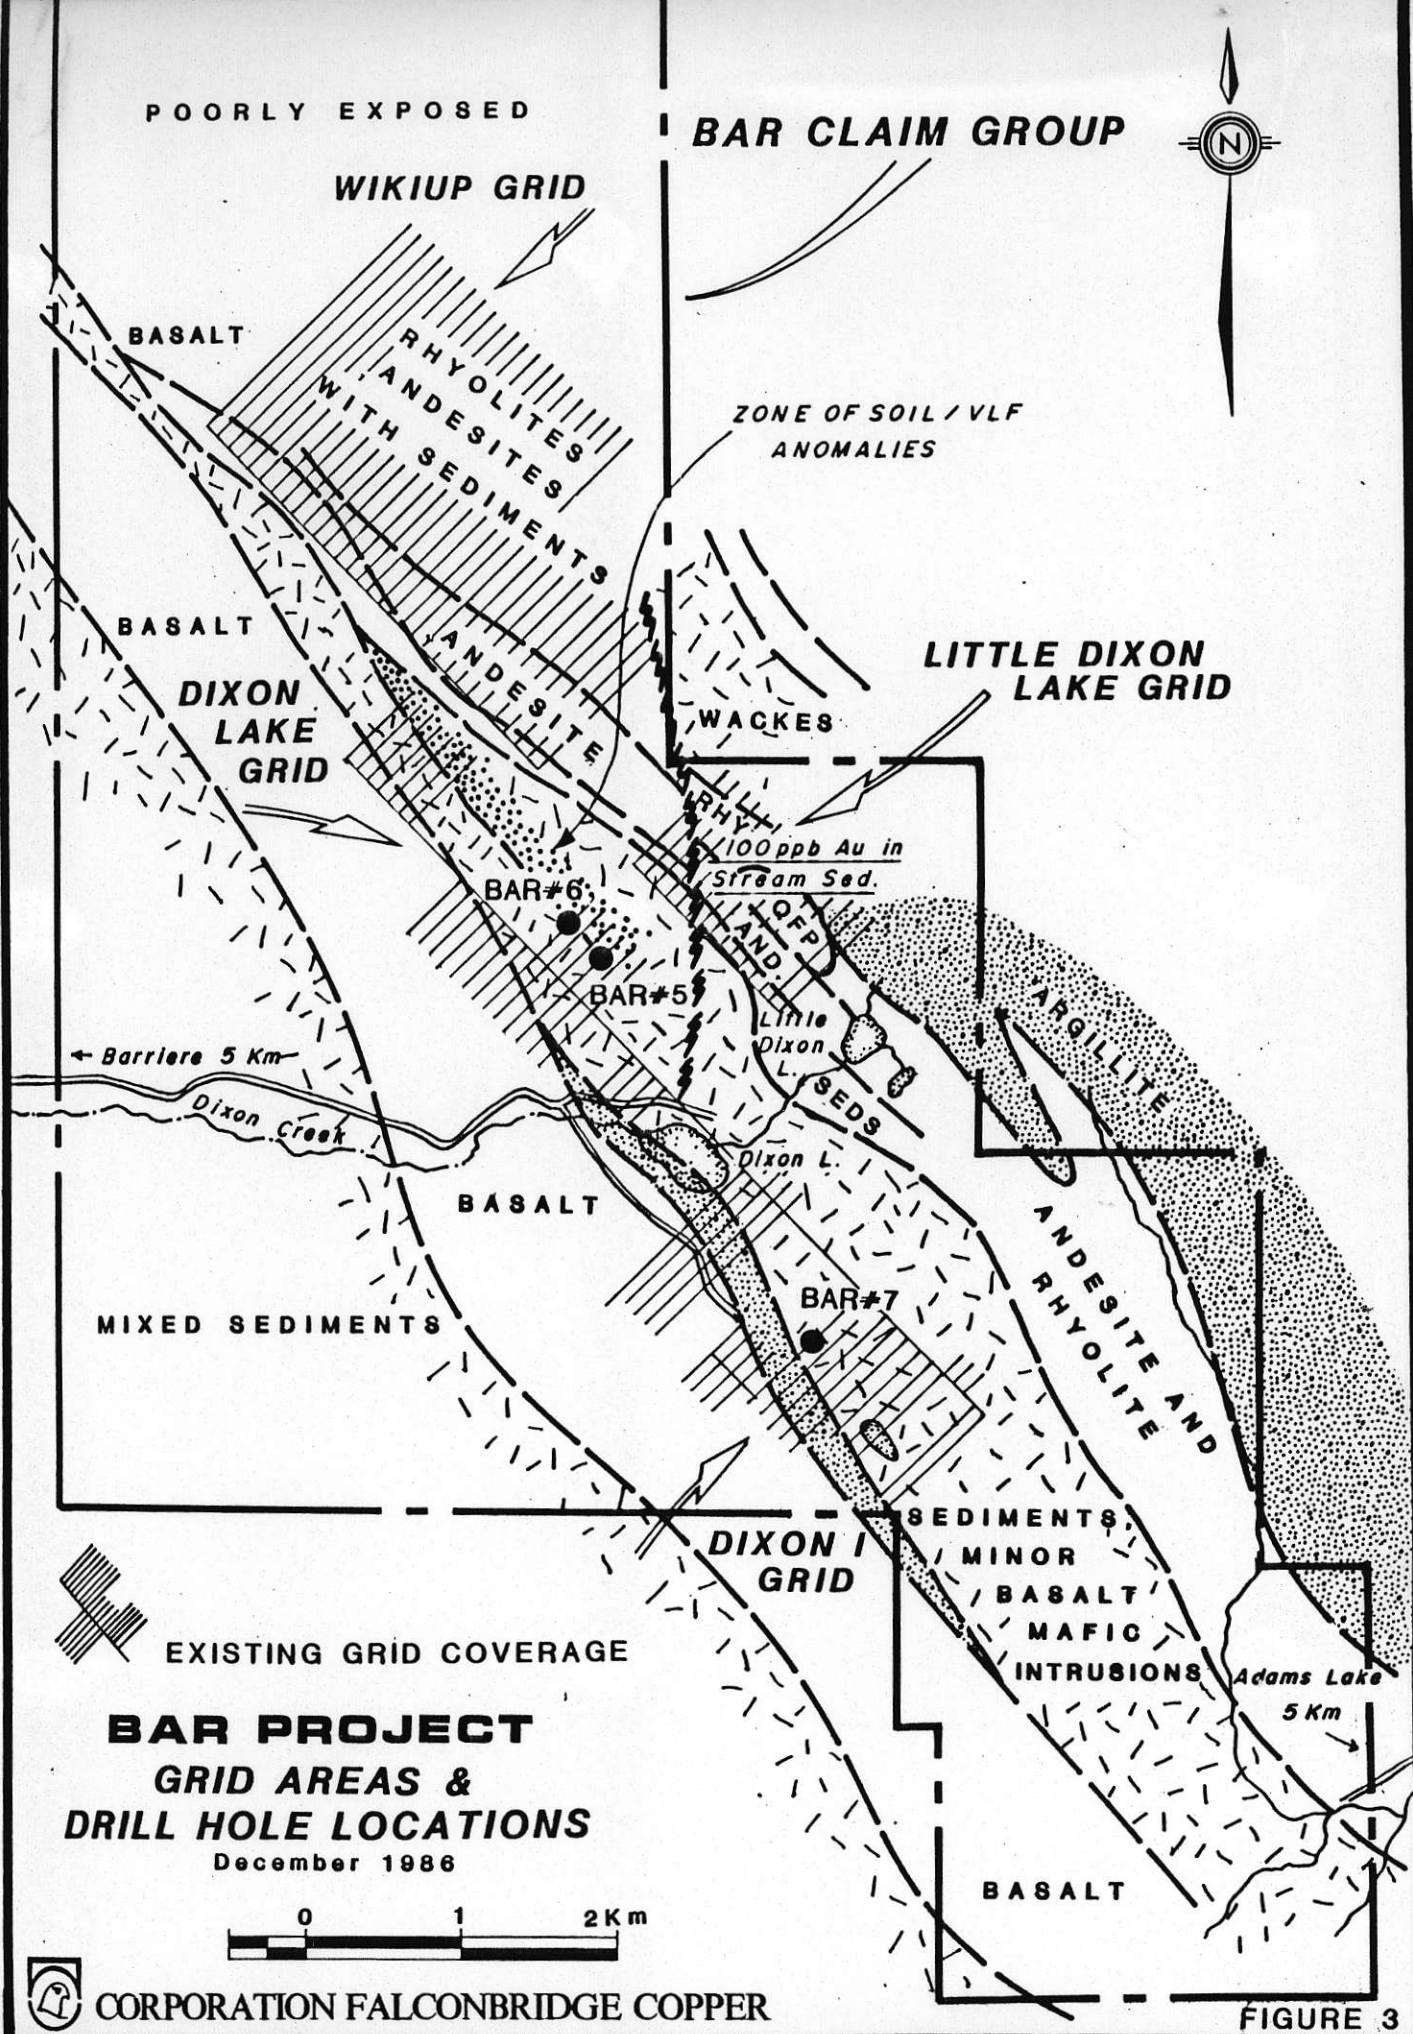 POORLY EXPOSED
BAR CLAIM GROUP
N
WIKIUP GRID
BASALT
RHYOLITES
ANDESITES
WITH SEDIMENTS
ZONE OF SOIL / VLF
ANOMALIES
BASALT
ANDESITE
LITTLE DIXON
LAKE GRID
DIXON
LAKE
GRID
WACKES
RHY
100ppb Au in
Stream Sed.
BAR#6
QFP
AND.
BAR#5
ARGILLITE
Little
Dixon
L.
SEDS
← Barriere 5 Km
Dixon Creek
Dixon L.
BASALT
ANDESITE AND
RHYOLITE
BAR#7
MIXED SEDIMENTS
DIXON I
GRID
SEDIMENTS,
MINOR
BASALT
MAFIC
INTRUSIONS
EXISTING GRID COVERAGE
Adams Lake
5 Km
BAR PROJECT
GRID AREAS &
DRILL HOLE LOCATIONS
December 1986
BASALT
0 1 2Km
CORPORATION FALCONBRIDGE COPPER
FIGURE 3